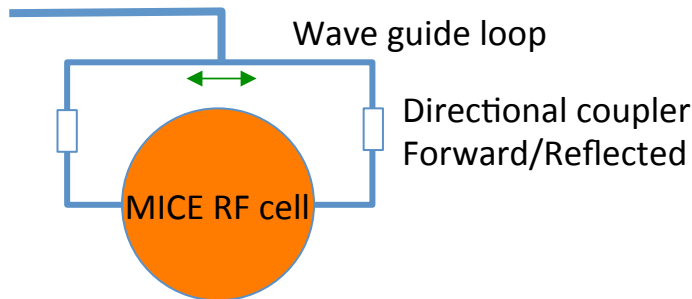 Wave guide loop
Directional coupler
Forward/Reflected
MICE RF cell